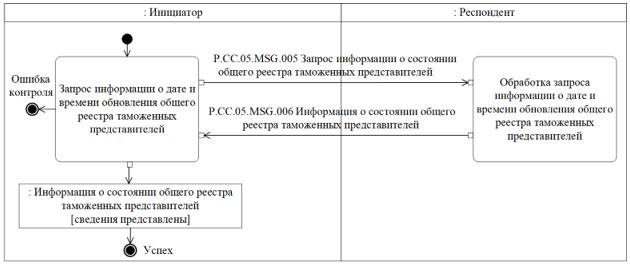 : Инициатор
: Респондент
P.CC.05.MSG.005 Запрос информации о состоянии
общего реестра таможенных представителей
Ошибка
контроля
Запрос информации о дате и
времени обновления общего
реестра таможенных
представителей
Обработка запроса
информации о дате и
времени обновления общего
реестра таможенных
представителей
P.CC.05.MSG.006 Информация о состоянии общего
реестра таможенных представителей
: Информация о состоянии общего реестра
таможенных представителей
[сведения представлены]
Успех